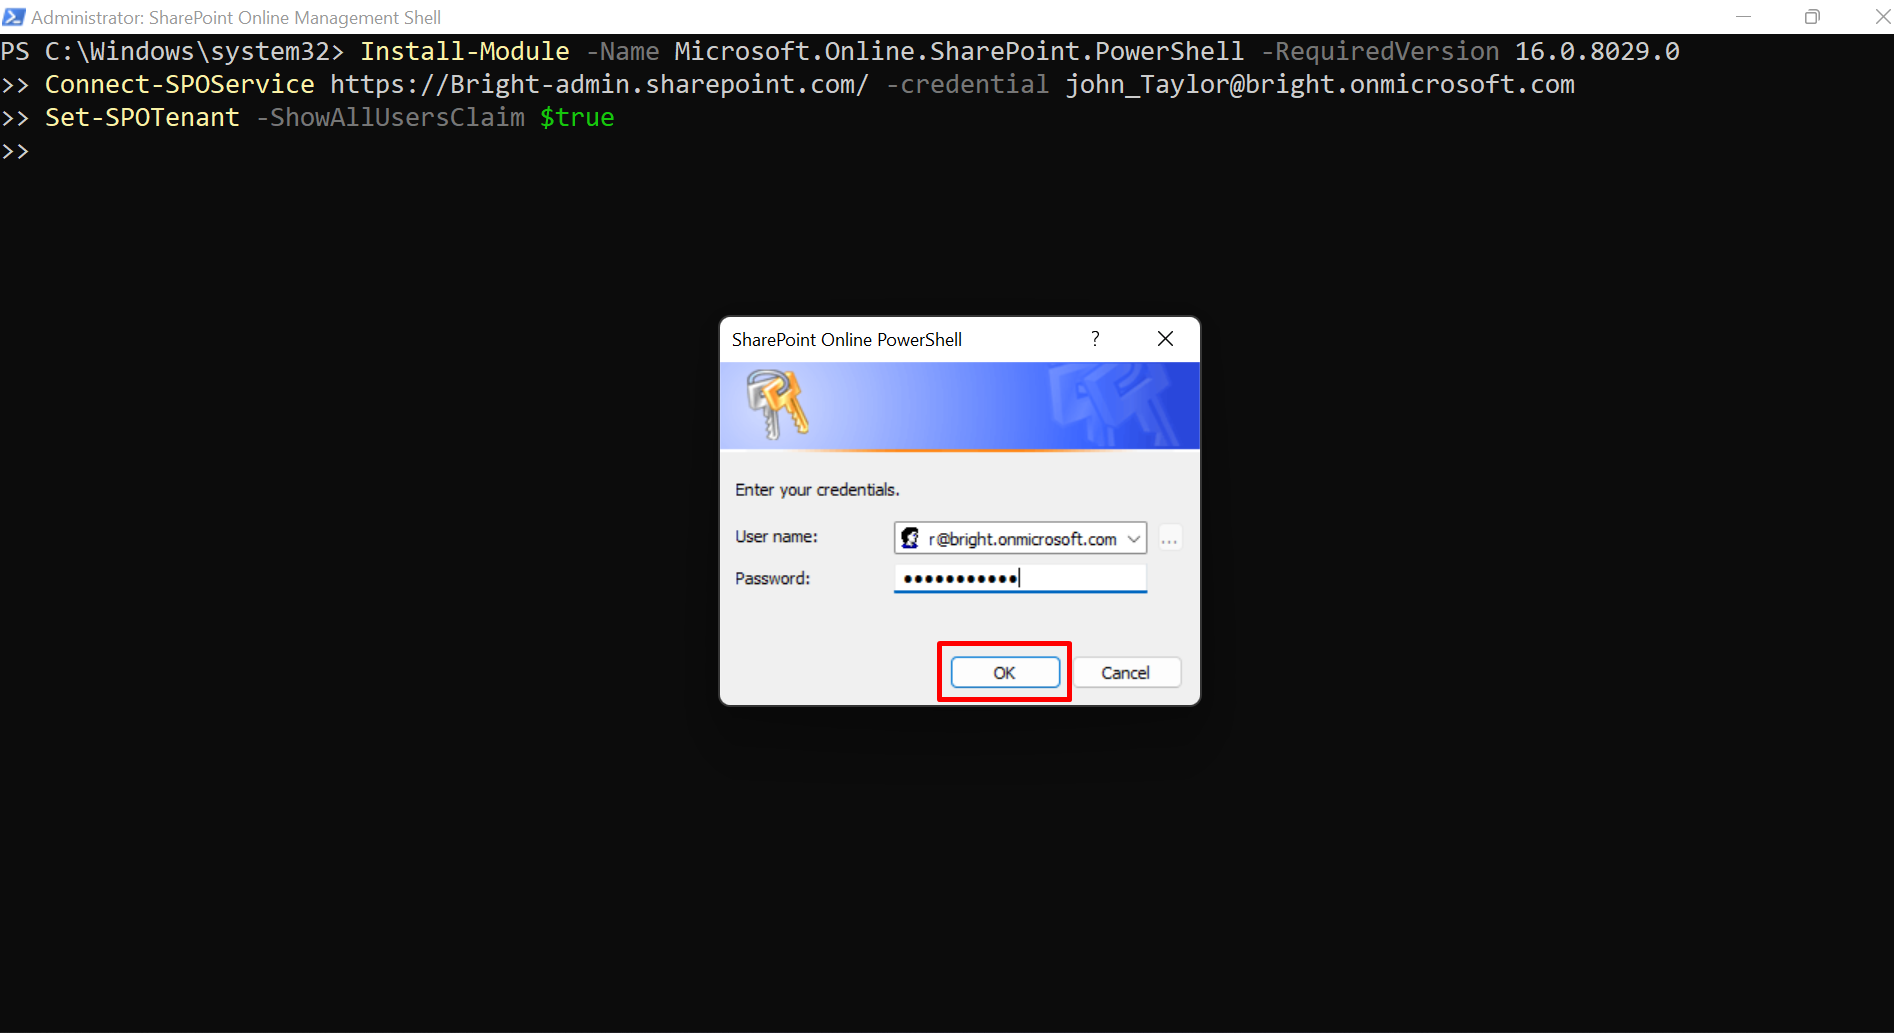 Administrator: SharePoint Online Management Shell
PS C:\Windows\system32> Install-Module -Name Microsoft.Online.SharePoint.PowerShell -RequiredVersion 16.0.8029.0
>> Connect-SPOService https://Bright-admin.sharepoint.com/ -credential john_Taylor@bright.onmicrosoft.com
>> Set-SPOTenant -ShowAllUsersClaim $true
>>
SharePoint Online PowerShell ?
Enter your credentials.
User name: r@bright.onmicrosoft.com ...
Password: ●●●●●●●●●●●
OK Cancel